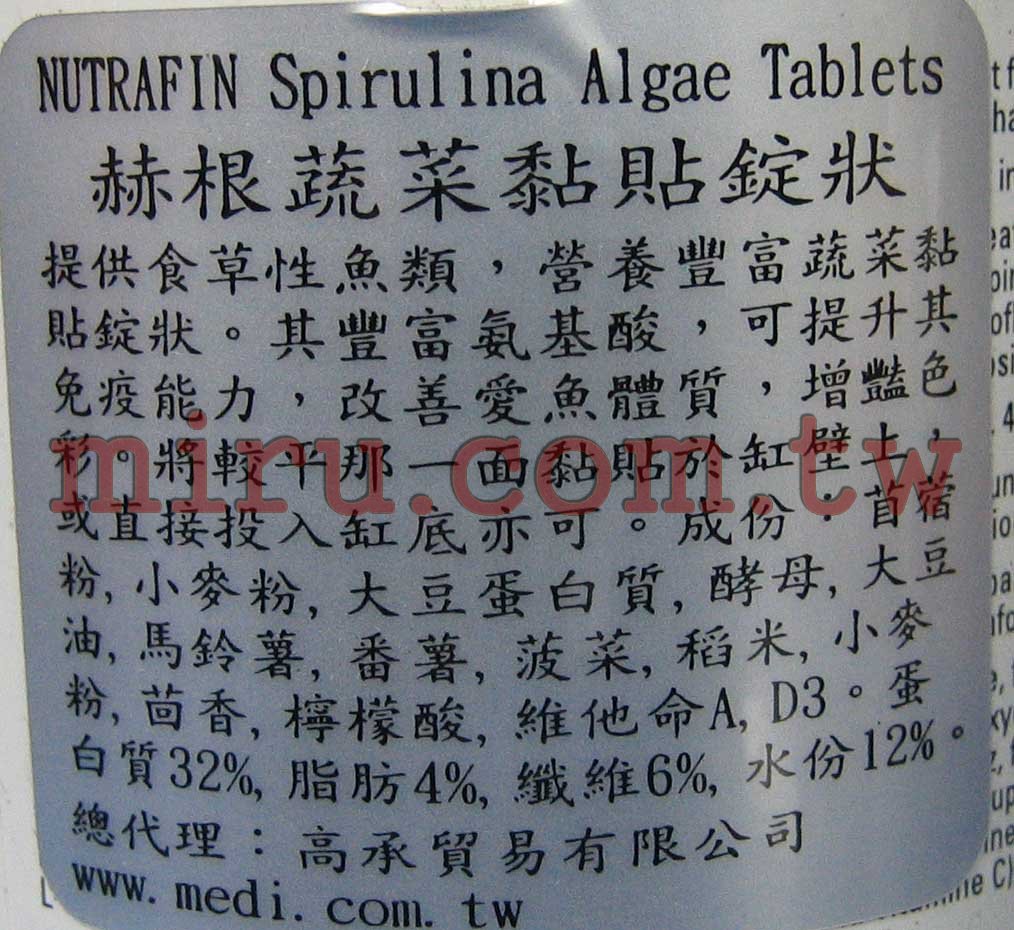 NUTRAFIN Spirulina Algae Tablets
赫根蔬菜黏貼錠狀
提供食草性魚類，營養豐富蔬菜黏
貼錠狀。其豐富氨基酸，可提升其
免疫能力，改善愛魚體質，增豔色
彩。將較平那一面黏貼於缸壁上，
或直接投入缸底亦可。成份：苜蓿
粉, 小麥粉, 大豆蛋白質, 酵母, 大豆
油, 馬鈴薯, 番薯, 菠菜, 稻米, 小麥
粉, 茴香, 檸檬酸, 維他命A, D3。蛋
白質32%, 脂肪4%, 纖維6%, 水份12%。
總代理：高承貿易有限公司
www.medi.com.tw
miru.com.tw